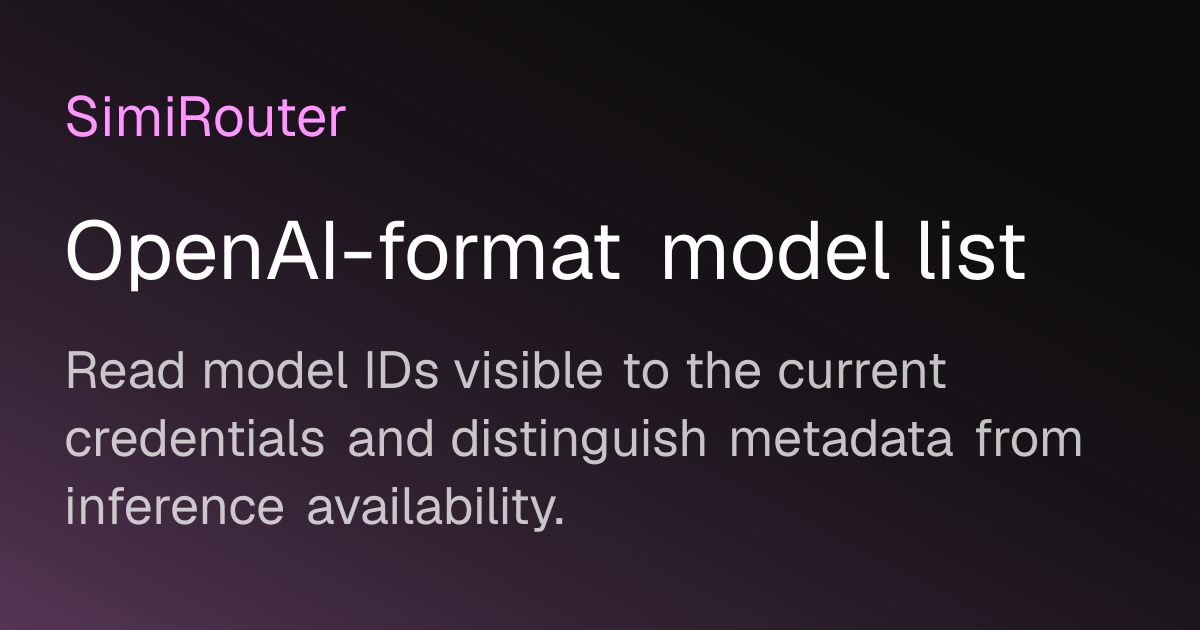 SimiRouter
OpenAI-format model list
Read model IDs visible to the current
credentials and distinguish metadata from
inference availability.